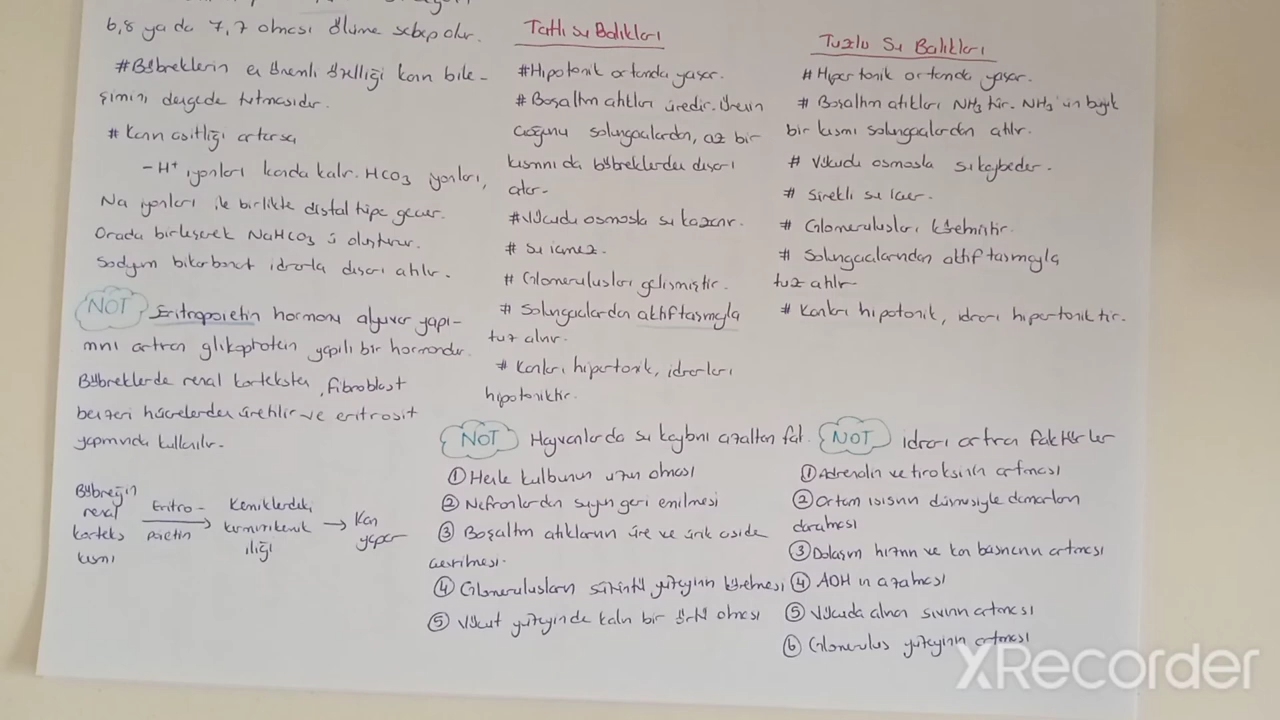 6,8 ya da 7,7 olması ölüme sebep olur.
#Böbreklerin en önemli özelliği kanın bile-
şimini dengede tutmasıdır.
# Kanın asitliği artarsa
- H⁺ iyonları kanda kalır. HCO3 iyonları,
Na iyonları ile birlikte distal tüpe geçer.
Orada birleşerek NaHCO3 ü oluşturur.
Sodyum bikarbonat idrarla dışarı atılır.
NOT Eritropoietin hormonu alyuvar yapı-
mını artıran glikoprotein yapılı bir hormondur.
Böbreklerde renal korteksten, fibroblast
benzeri hücrelerden üretilir ve eritrosit
yapımında kullanılır.
Böbreğin
renal
korteks
kısmı
Eritro-
poietin
Kemiklerdeki
kırmızı kemik
iliği
Kan
yapar
Tatlı Su Balıkları
#Hipotonik ortamda yaşar.
# Boşaltım atıkları üredir. Ürenin
çoğunu solungaçlardan, az bir
kısmını da böbreklerden dışarı
atar.
#Vücudu osmosla su kazanır.
# Su içmez.
# Glomerulusları gelişmiştir.
# Solungaçlardan aktif taşımayla
tuz alınır.
# Kanları hipertonik, idrarları
hipotoniktir.
Tuzlu Su Balıkları
# Hipertonik ortamda yaşar.
# Boşaltım atıkları NH3 tür. NH3 ün büyük
bir kısmı solungaçlardan atılır.
# Vücudu osmosla su kaybeder.
# Sürekli su içer.
# Glomerulusları körelmiştir.
# Solungaçlarından aktif taşımayla
tuz atılır.
# Kanları hipotonik, idrarı hipertoniktir.
NOT Hayvanlarda su kaybını azaltan fak.
① Henle kulbunun uzun olması
② Nefronlardan suyun geri emilmesi
③ Boşaltım atıklarının üre ve ürik aside
çevrilmesi.
④ Glomerulusların süzüntü yüzeyinin körelmesi
⑤ Vücut yüzeyinde kalın bir örtü olması
NOT idrarı artıran faktörler
① Adrenalin ve tiroksinin artması
② Ortam ısısının düşmesiyle damarların
daralması
③ Dolaşım hızının ve kan basıncının artması
④ ADH ın azalması
⑤ Vücuda alınan sıvının artması
⑥ Glomerulus yüzeyinin artması
XRecorder